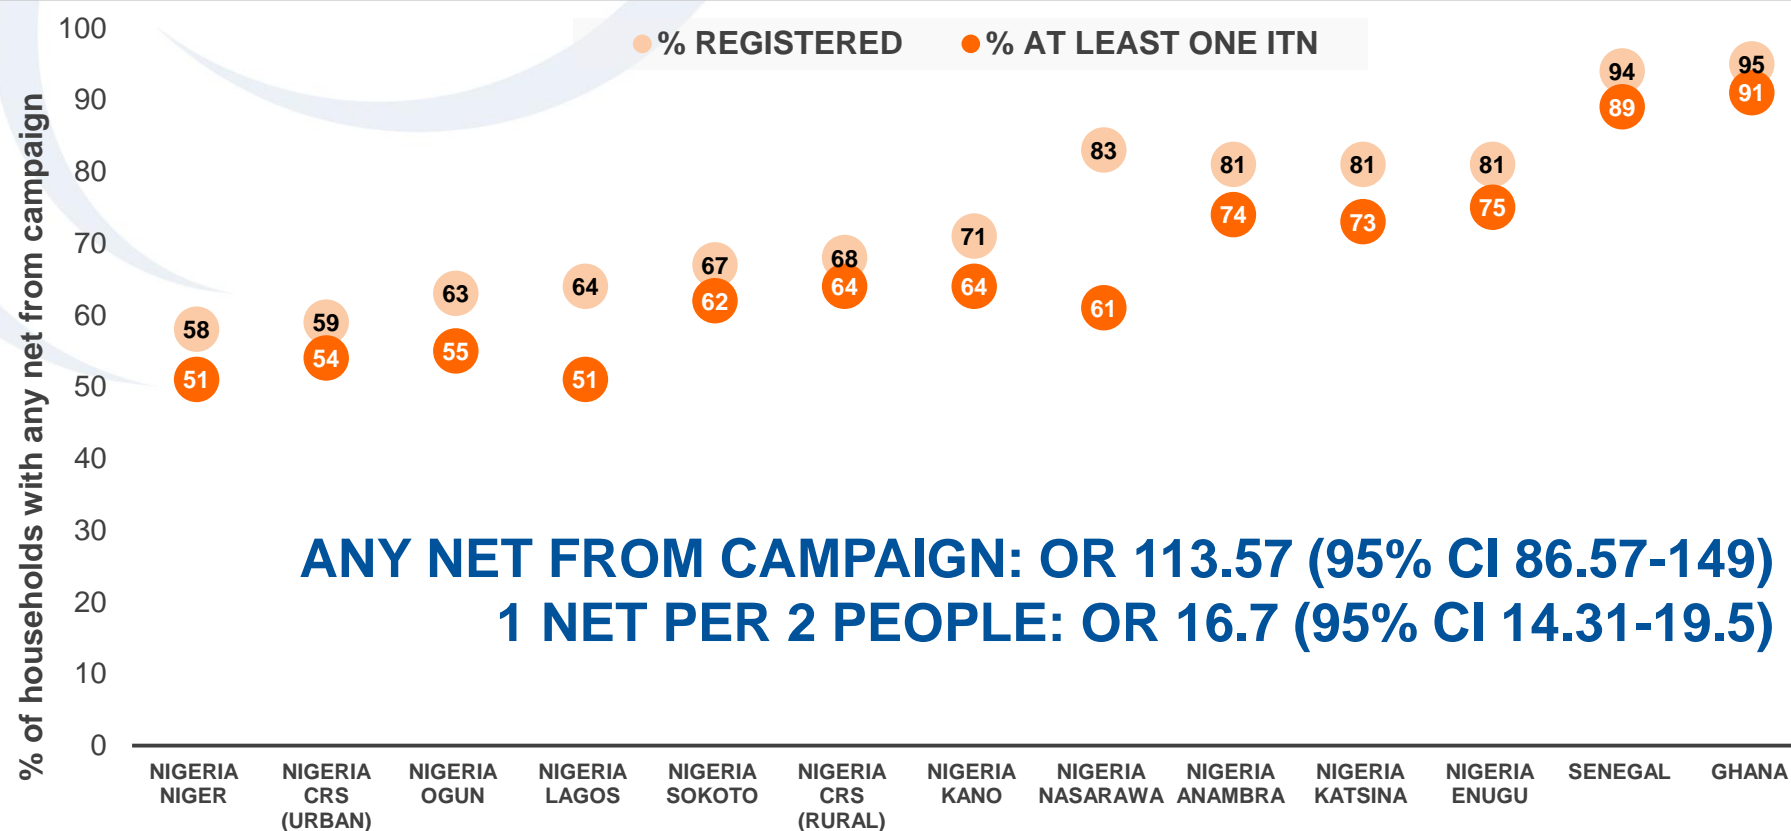 % REGISTERED
% AT LEAST ONE ITN
% of households with any net from campaign
100
90
80
70
60
50
40
30
20
10
0
58
59
63
64
67
68
71
83
81
81
81
94
95
51
54
55
51
62
64
64
61
74
73
75
89
91
ANY NET FROM CAMPAIGN: OR 113.57 (95% CI 86.57-149)
1 NET PER 2 PEOPLE: OR 16.7 (95% CI 14.31-19.5)
NIGERIA
NIGER
NIGERIA
CRS
(URBAN)
NIGERIA
OGUN
NIGERIA
LAGOS
NIGERIA
SOKOTO
NIGERIA
CRS
(RURAL)
NIGERIA
KANO
NIGERIA
NASARAWA
NIGERIA
ANAMBRA
NIGERIA
KATSINA
NIGERIA
ENUGU
SENEGAL
GHANA